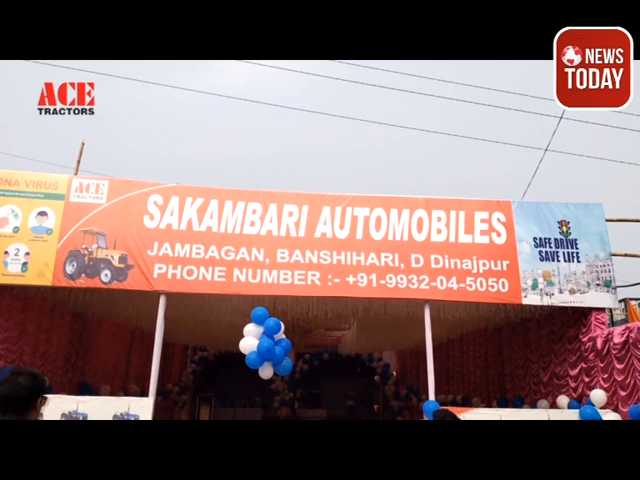 NEWS
TODAY
ACE
TRACTORS
ONA VIRUS
ACE
TRACTORS
SAKAMBARI AUTOMOBILES
JAMBAGAN, BANSHIHARI, D Dinajpur
PHONE NUMBER :- +91-9932-04-5050
SAFE DRIVE
SAVE LIFE
2